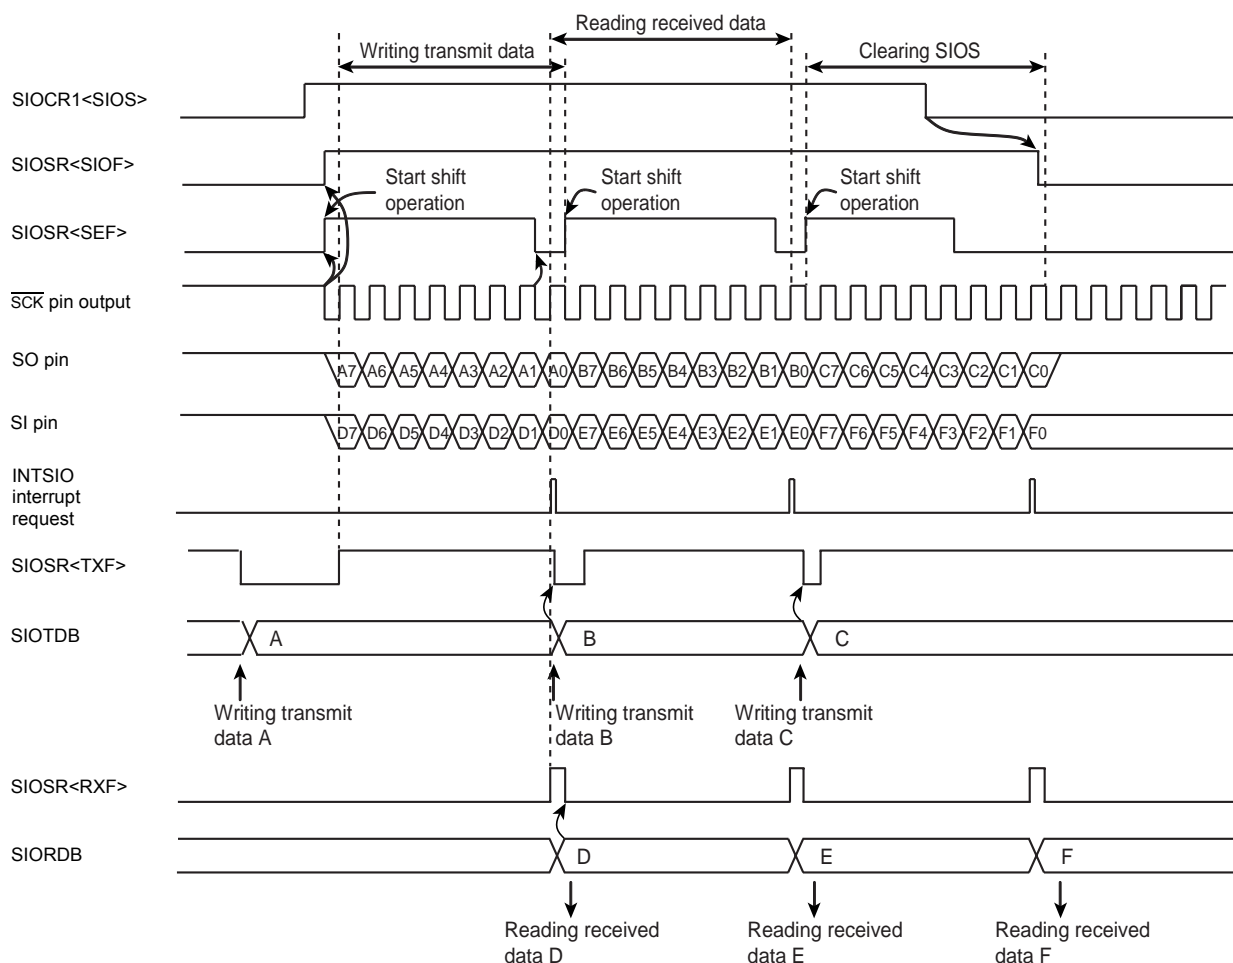 Reading received data
Writing transmit data
Clearing SIOS
SIOCR1<SIOS>
SIOSR<SIOF>
Start shift
operation
Start shift
operation
Start shift
operation
SIOSR<SEF>
SCK pin output
SO pin
A7 A6 A5 A4 A3 A2 A1 A0 B7 B6 B5 B4 B3 B2 B1 B0 C7 C6 C5 C4 C3 C2 C1 C0
SI pin
D7 D6 D5 D4 D3 D2 D1 D0 E7 E6 E5 E4 E3 E2 E1 E0 F7 F6 F5 F4 F3 F2 F1 F0
INTSIO
interrupt
request
SIOSR<TXF>
SIOTDB
A B C
Writing transmit
data A
Writing transmit
data B
Writing transmit
data C
SIOSR<RXF>
SIORDB
D E F
Reading received
data D
Reading received
data E
Reading received
data F